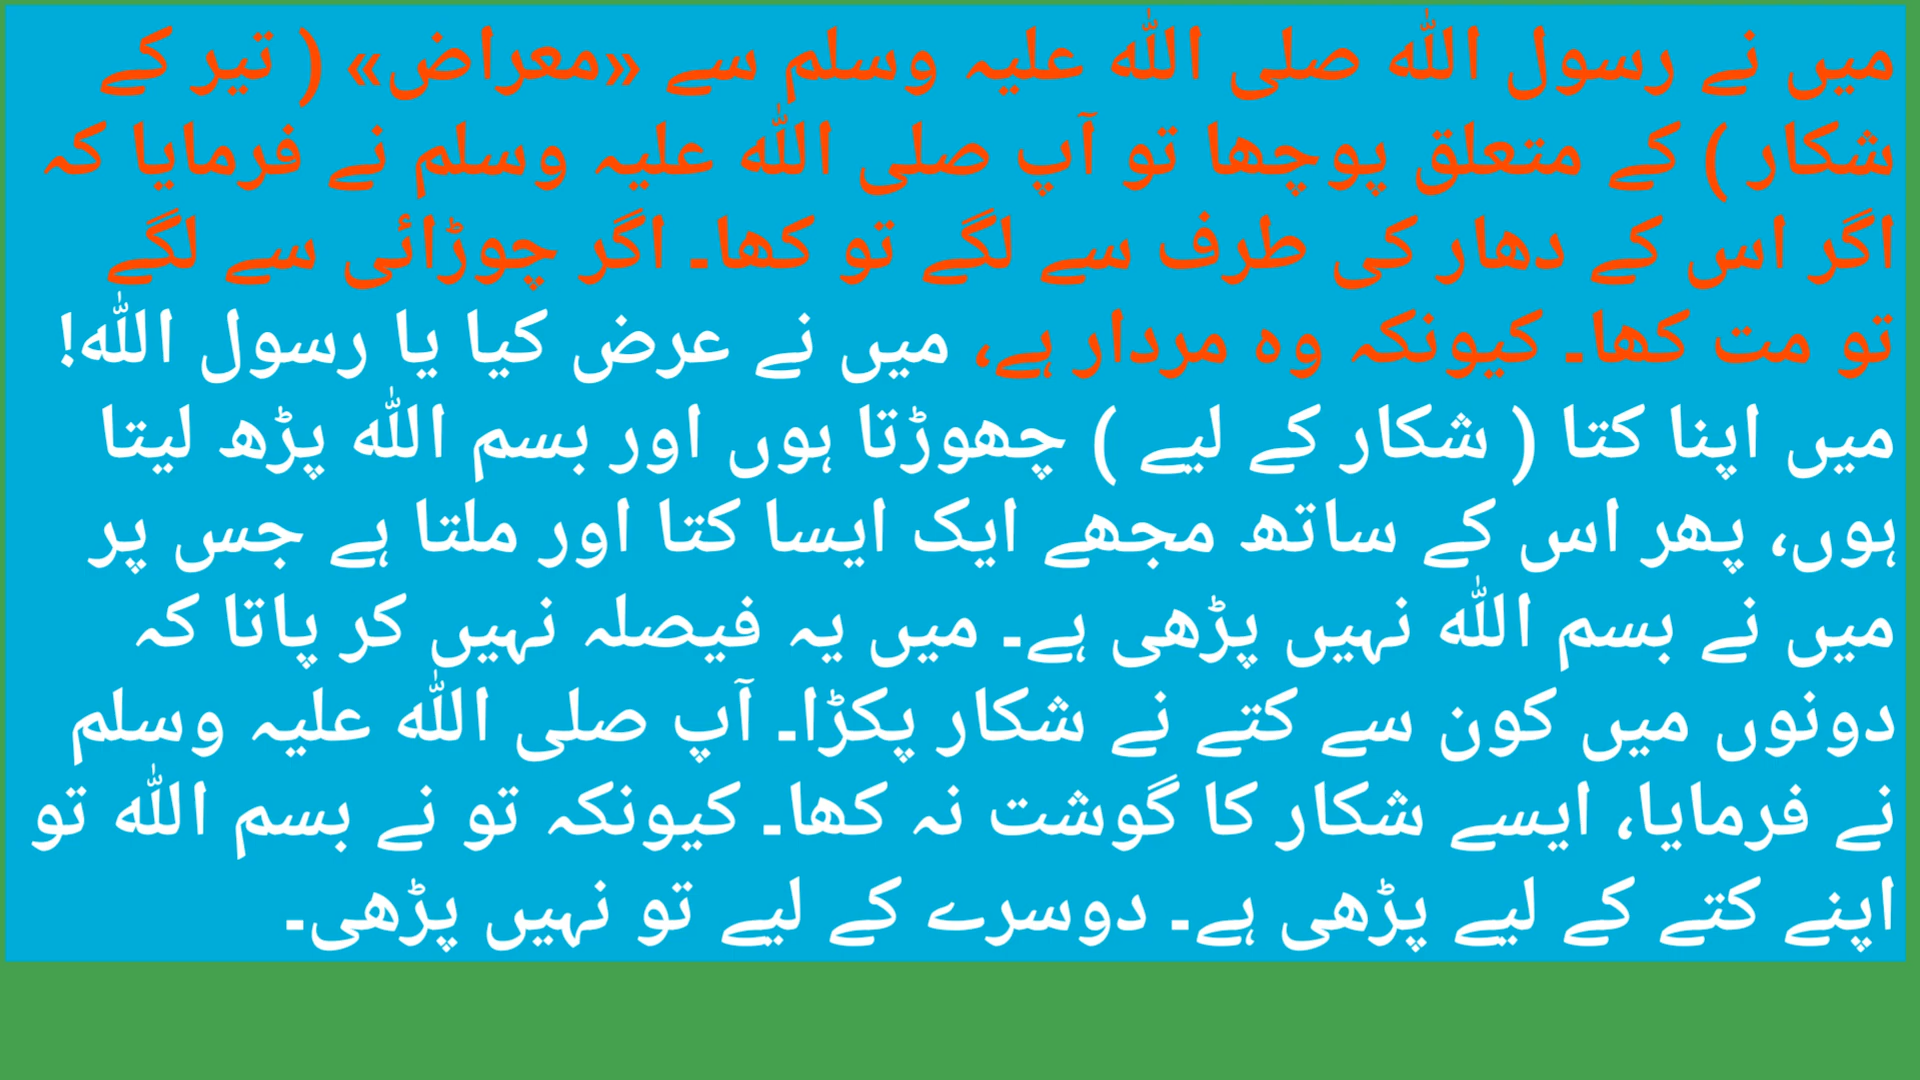 میں نے رسول اللہ صلی اللہ علیہ وسلم سے «معراض» ( تیر کے
شکار ) کے متعلق پوچھا تو آپ صلی اللہ علیہ وسلم نے فرمایا کہ
اگر اس کے دھار کی طرف سے لگے تو کھا۔ اگر چوڑائی سے لگے
تو مت کھا۔ کیونکہ وہ مردار ہے، میں نے عرض کیا یا رسول اللہ!
میں اپنا کتا ( شکار کے لیے ) چھوڑتا ہوں اور بسم اللہ پڑھ لیتا
ہوں، پھر اس کے ساتھ مجھے ایک ایسا کتا اور ملتا ہے جس پر
میں نے بسم اللہ نہیں پڑھی ہے۔ میں یہ فیصلہ نہیں کر پاتا کہ
دونوں میں کون سے کتے نے شکار پکڑا۔ آپ صلی اللہ علیہ وسلم
نے فرمایا، ایسے شکار کا گوشت نہ کھا۔ کیونکہ تو نے بسم اللہ تو
اپنے کتے کے لیے پڑھی ہے۔ دوسرے کے لیے تو نہیں پڑھی۔